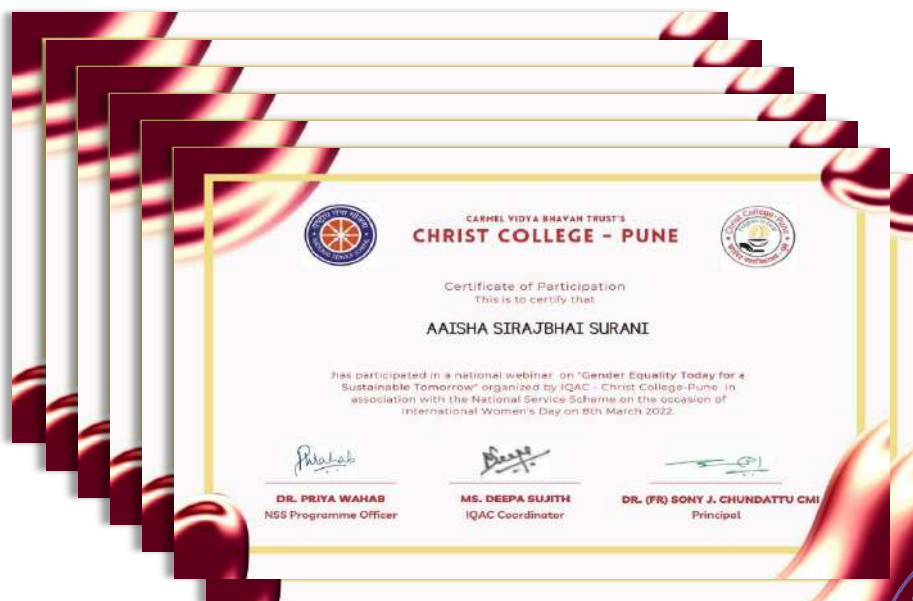 CARMEL VIDYA BHAVAN TRUST'S
CHRIST COLLEGE - PUNE
Certificate of Participation
This is to certify that
AAISHA SIRAJBHAI SURANI
has participated in a national webinar on "Gender Equality Today for a
Sustainable Tomorrow" organized by IQAC - Christ College-Pune in
association with the National Service Scheme on the occasion of
International Women's Day on 8th March 2022
DR. PRIYA WAHAB
NSS Programme Officer
MS. DEEPA SUJITH
IQAC Coordinator
DR. (FR) SONY J. CHUNDATTU CMI
Principal